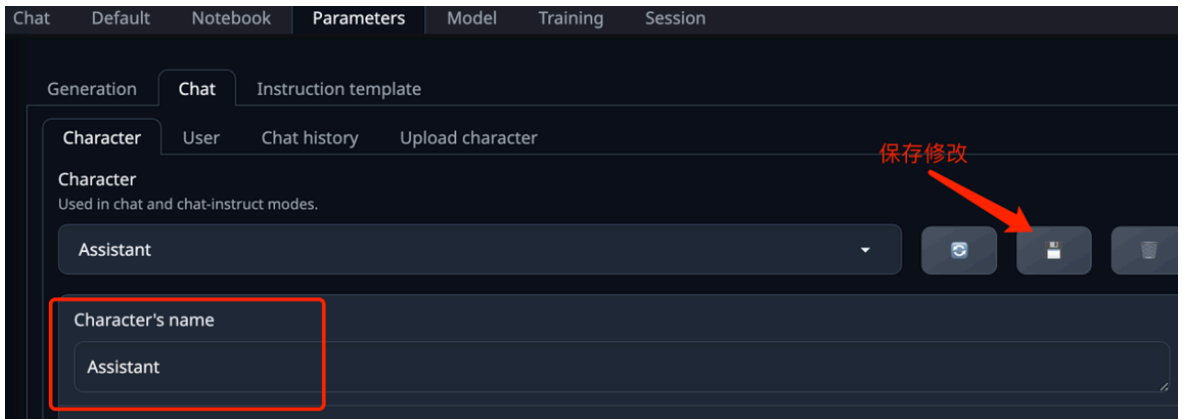 Chat Default Notebook Parameters Model Training Session
Generation Chat Instruction template
Character User Chat history Upload character
保存修改
Character
Used in chat and chat-instruct modes.
Assistant
Character's name
Assistant